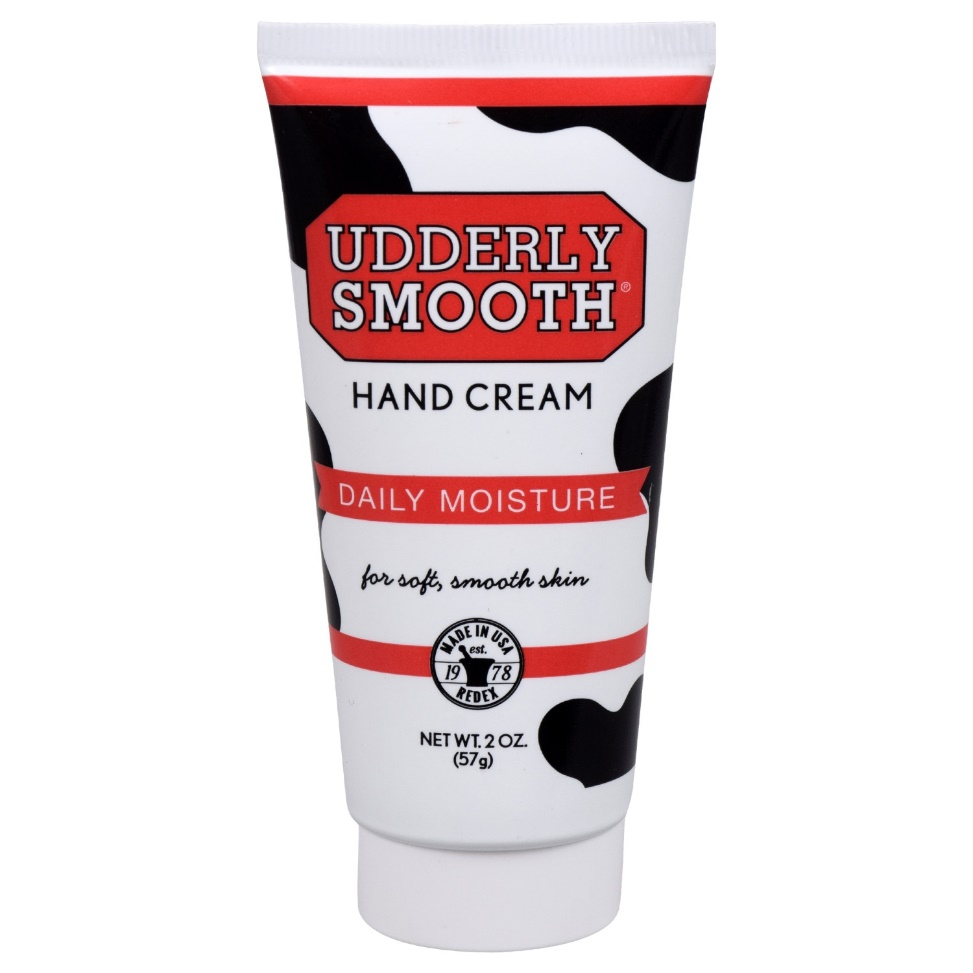 UDDERLY
SMOOTH®
HAND CREAM
DAILY MOISTURE
for soft, smooth skin
MADE IN USA
est.
19 78
REDEX
NET WT. 2 OZ.
(57g)